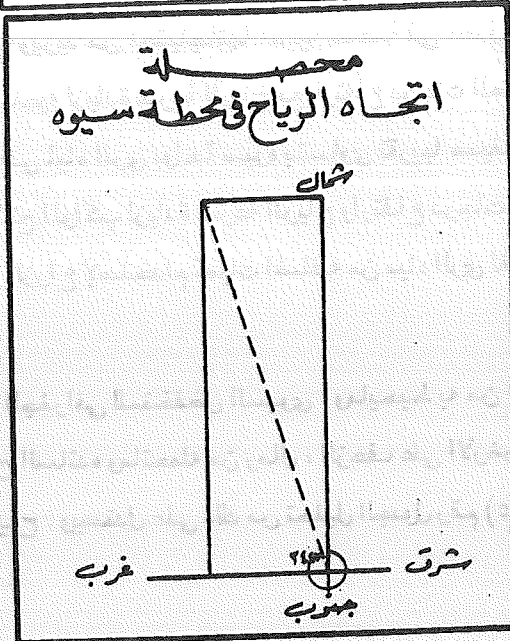 محصلة
اتجاه الرياح في محطة سيوه
شمال
شرق
غرب
جنوب